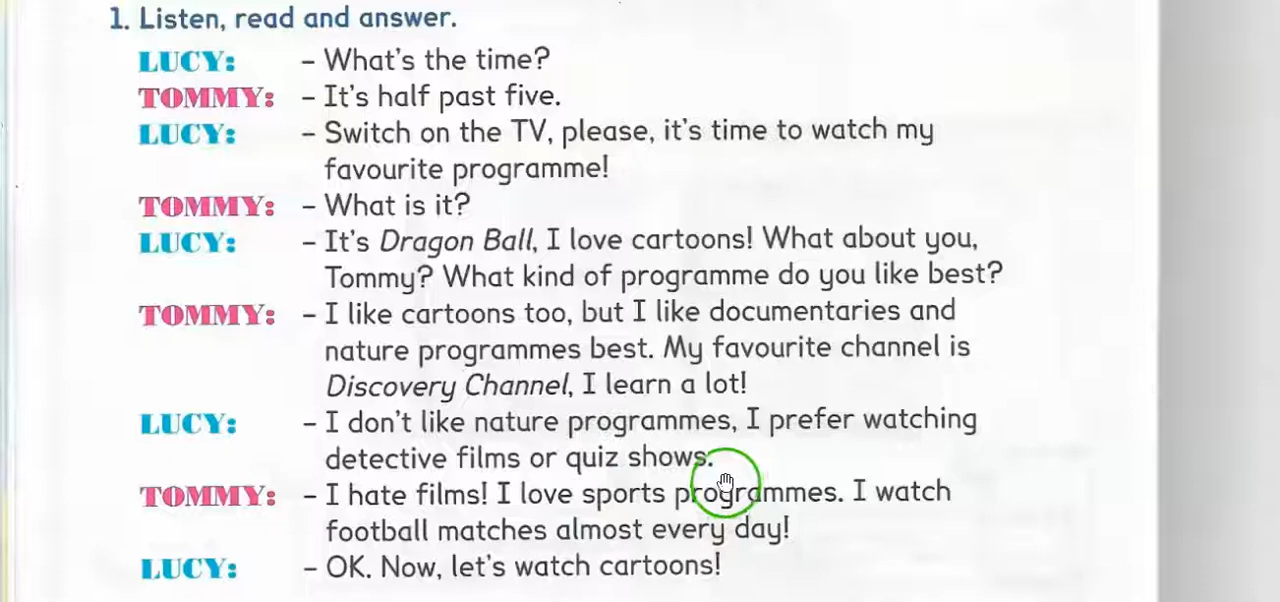 1. Listen, read and answer.
LUCY: – What's the time?
TOMMY: – It's half past five.
LUCY: – Switch on the TV, please, it's time to watch my
favourite programme!
TOMMY: – What is it?
LUCY: – It's Dragon Ball, I love cartoons! What about you,
Tommy? What kind of programme do you like best?
TOMMY: – I like cartoons too, but I like documentaries and
nature programmes best. My favourite channel is
Discovery Channel, I learn a lot!
LUCY: – I don't like nature programmes, I prefer watching
detective films or quiz shows.
TOMMY: – I hate films! I love sports programmes. I watch
football matches almost every day!
LUCY: – OK. Now, let's watch cartoons!